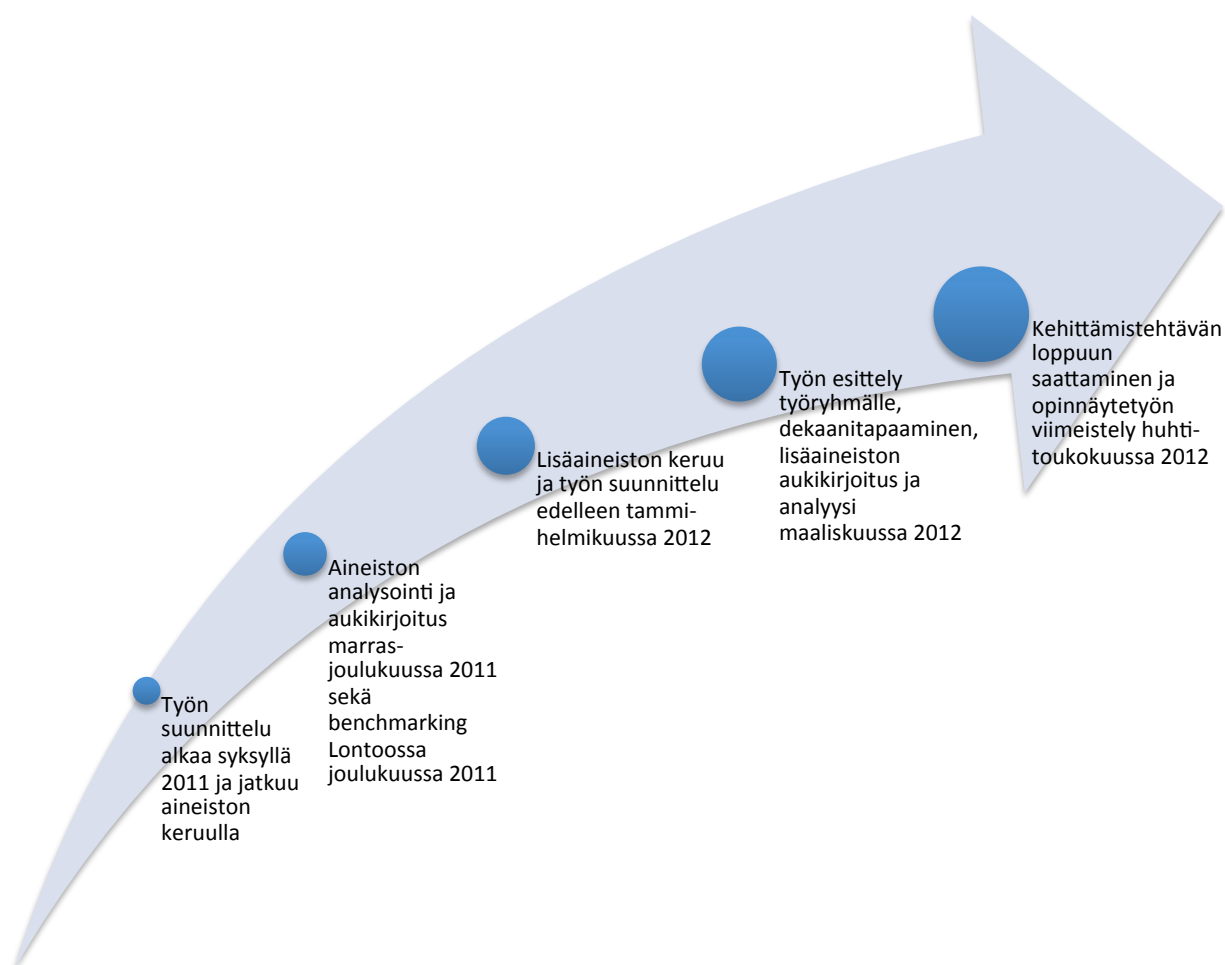 Työn
suunnittelu
alkaa syksyllä
2011 ja jatkuu
aineiston
keruulla
Aineiston
analysointi ja
aukikirjoitus
marras-
joulukuussa 2011
sekä
benchmarking
Lontoossa
joulukuussa 2011
Lisäaineiston keruu
ja työn suunnittelu
edelleen tammi-
helmikuussa 2012
Työn esittely
työryhmälle,
dekaanitapaaminen,
lisäaineiston
aukikirjoitus ja
analyysi
maaliskuussa 2012
Kehittämistehtävän
loppuun
saattaminen ja
opinnäytetyön
viimeistely huhti-
toukokuussa 2012